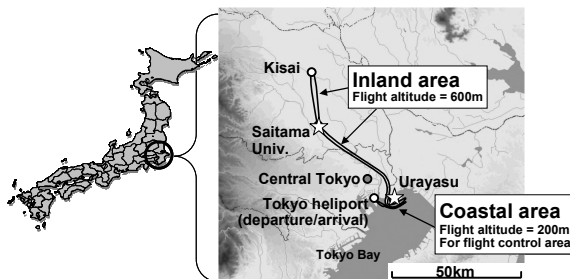 Kisai
Inland area
Flight altitude = 600m
Saitama
Univ.
Central Tokyo
Urayasu
Tokyo heliport
(departure/arrival)
Coastal area
Flight altitude = 200m
For flight control area
Tokyo Bay
50km